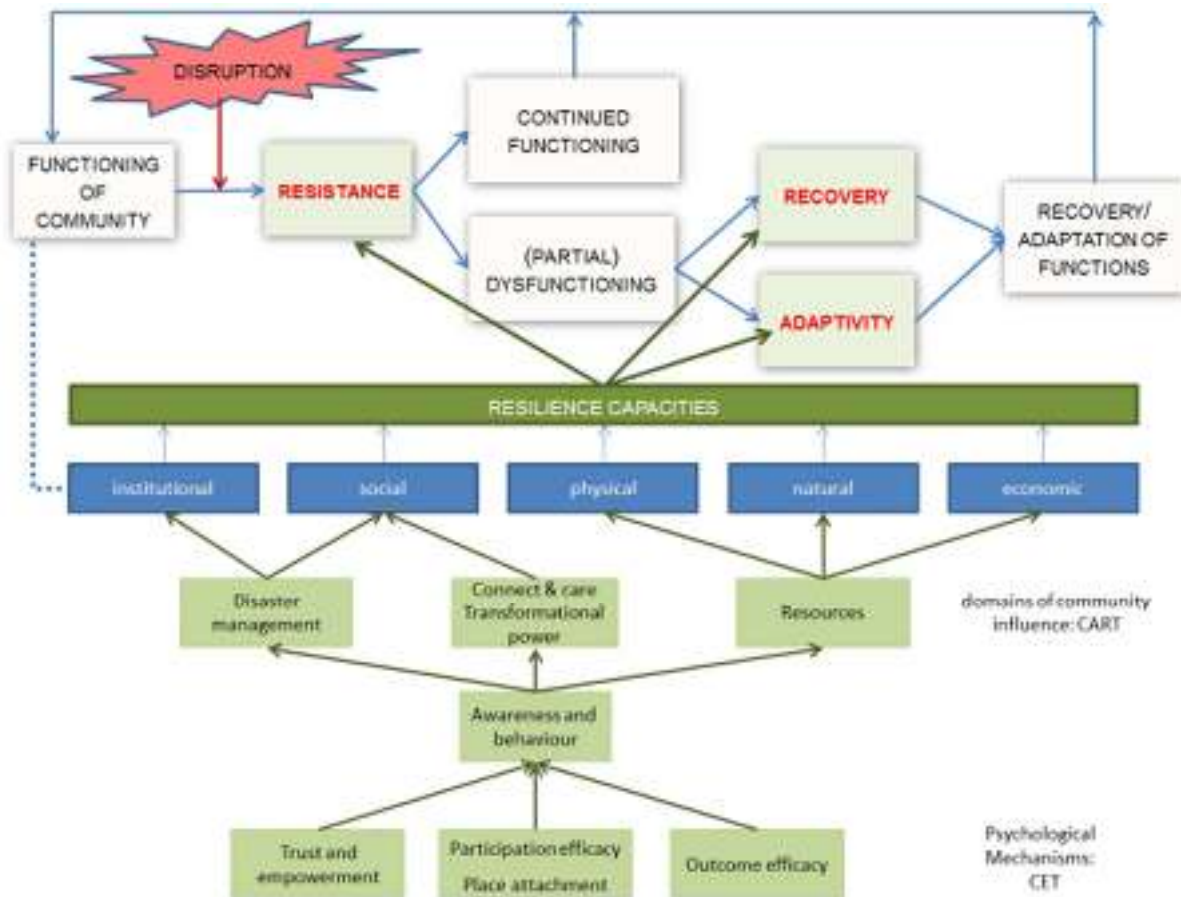 DISRUPTION
FUNCTIONING
OF
COMMUNITY
RESISTANCE
CONTINUED
FUNCTIONING
(PARTIAL)
DYSFUNCTIONING
RECOVERY
ADAPTIVITY
RECOVERY/
ADAPTATION OF
FUNCTIONS
RESILIENCE CAPACITIES
institutional
social
physical
natural
economic
Disaster
management
Connect & care
Transformational
power
Resources
domains of community
influence: CART
Awareness and
behaviour
Trust and
empowerment
Participation efficacy
Place attachment
Outcome efficacy
Psychological
Mechanisms:
CET